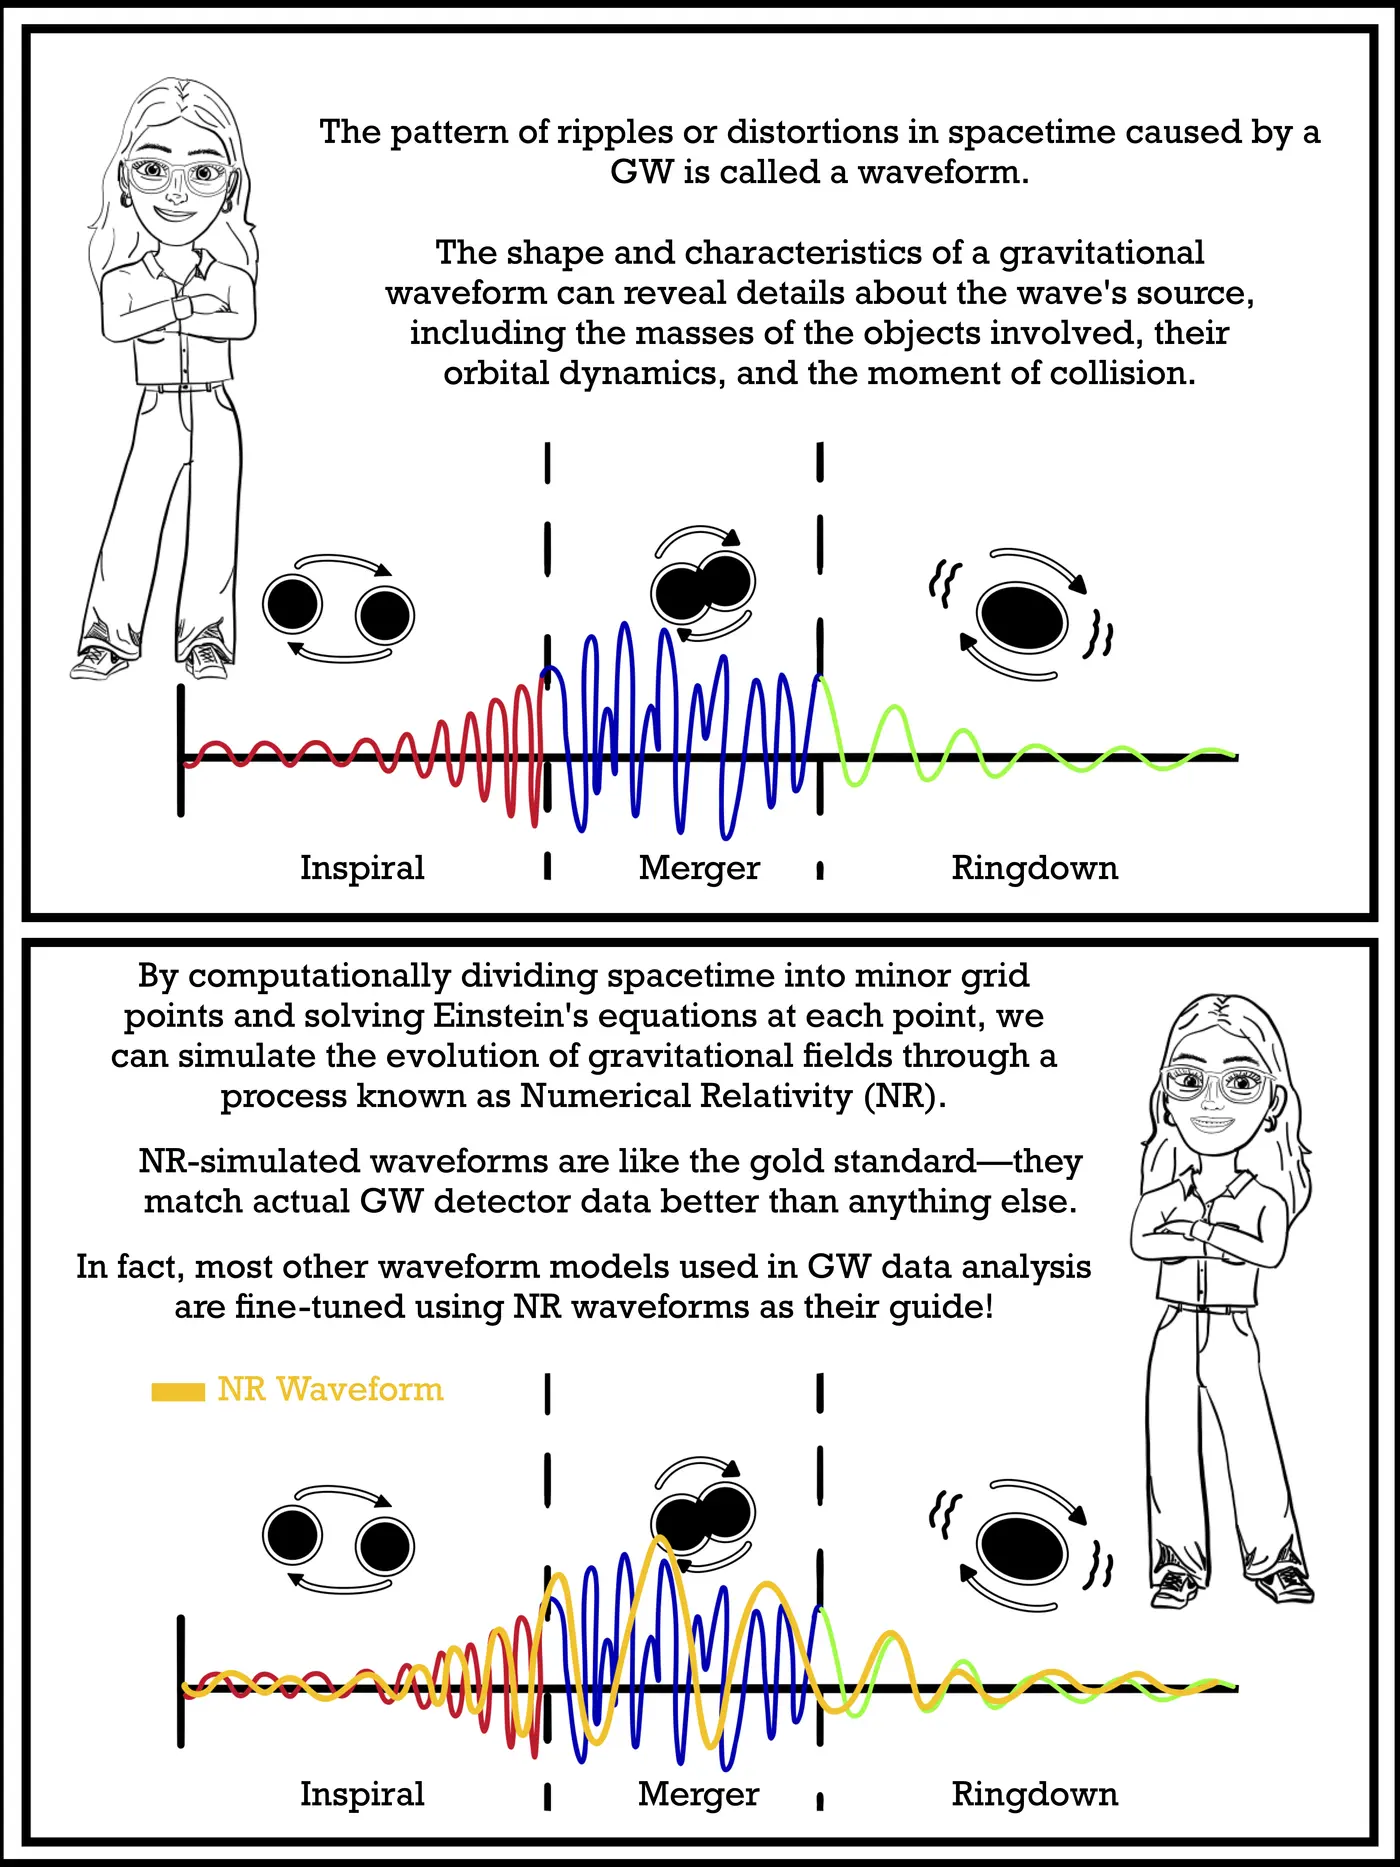 The pattern of ripples or distortions in spacetime caused by a
GW is called a waveform.
The shape and characteristics of a gravitational
waveform can reveal details about the wave's source,
including the masses of the objects involved, their
orbital dynamics, and the moment of collision.
Inspiral
Merger
Ringdown
By computationally dividing spacetime into minor grid
points and solving Einstein's equations at each point, we
can simulate the evolution of gravitational fields through a
process known as Numerical Relativity (NR).
NR-simulated waveforms are like the gold standard—they
match actual GW detector data better than anything else.
In fact, most other waveform models used in GW data analysis
are fine-tuned using NR waveforms as their guide!
NR Waveform
Inspiral
Merger
Ringdown